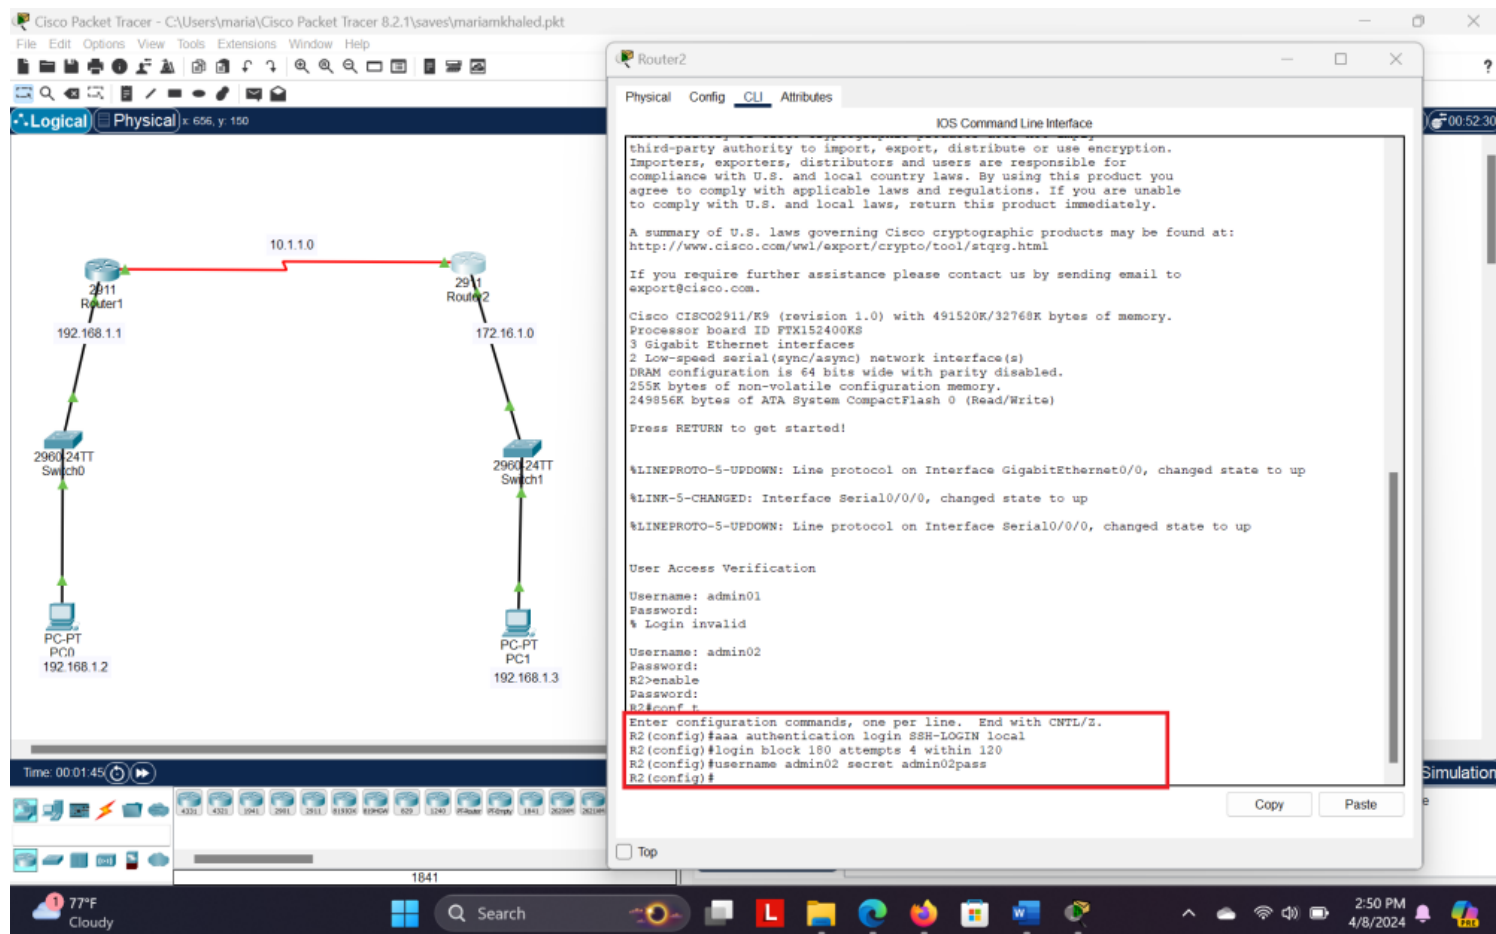 Cisco Packet Tracer - C:\Users\maria\Cisco Packet Tracer 8.2.1\saves\mariamkhaled.pkt
File Edit Options View Tools Extensions Window Help
?
Logical Physical x: 656, y: 150
00:52:30
10.1.1.0
2911
Router1
2911
Router2
192.168.1.1
172.16.1.0
2960-24TT
Switch0
2960-24TT
Switch1
PC-PT
PC0
192.168.1.2
PC-PT
PC1
192.168.1.3
Time: 00:01:45
Simulation
4331 4321 1941 2901 2911 819IOX 819HGW 829 1240 PT-Router PT-Empty 1841 2620XM 2621XM
1841
Router2
Physical Config CLI Attributes
IOS Command Line Interface
third-party authority to import, export, distribute or use encryption.
Importers, exporters, distributors and users are responsible for
compliance with U.S. and local country laws. By using this product you
agree to comply with applicable laws and regulations. If you are unable
to comply with U.S. and local laws, return this product immediately.
A summary of U.S. laws governing Cisco cryptographic products may be found at:
http://www.cisco.com/wwl/export/crypto/tool/stqrg.html
If you require further assistance please contact us by sending email to
export@cisco.com.
Cisco CISCO2911/K9 (revision 1.0) with 491520K/32768K bytes of memory.
Processor board ID FTX152400KS
3 Gigabit Ethernet interfaces
2 Low-speed serial(sync/async) network interface(s)
DRAM configuration is 64 bits wide with parity disabled.
255K bytes of non-volatile configuration memory.
249856K bytes of ATA System CompactFlash 0 (Read/Write)
Press RETURN to get started!
%LINEPROTO-5-UPDOWN: Line protocol on Interface GigabitEthernet0/0, changed state to up
%LINK-5-CHANGED: Interface Serial0/0/0, changed state to up
%LINEPROTO-5-UPDOWN: Line protocol on Interface Serial0/0/0, changed state to up
User Access Verification
Username: admin01
Password:
% Login invalid
Username: admin02
Password:
R2>enable
Password:
R2#conf t
Enter configuration commands, one per line.  End with CNTL/Z.
R2(config)#aaa authentication login SSH-LOGIN local
R2(config)#login block 180 attempts 4 within 120
R2(config)#username admin02 secret admin02pass
R2(config)#
Copy Paste
Top
1
77°F
Cloudy
Search
2:50 PM
4/8/2024